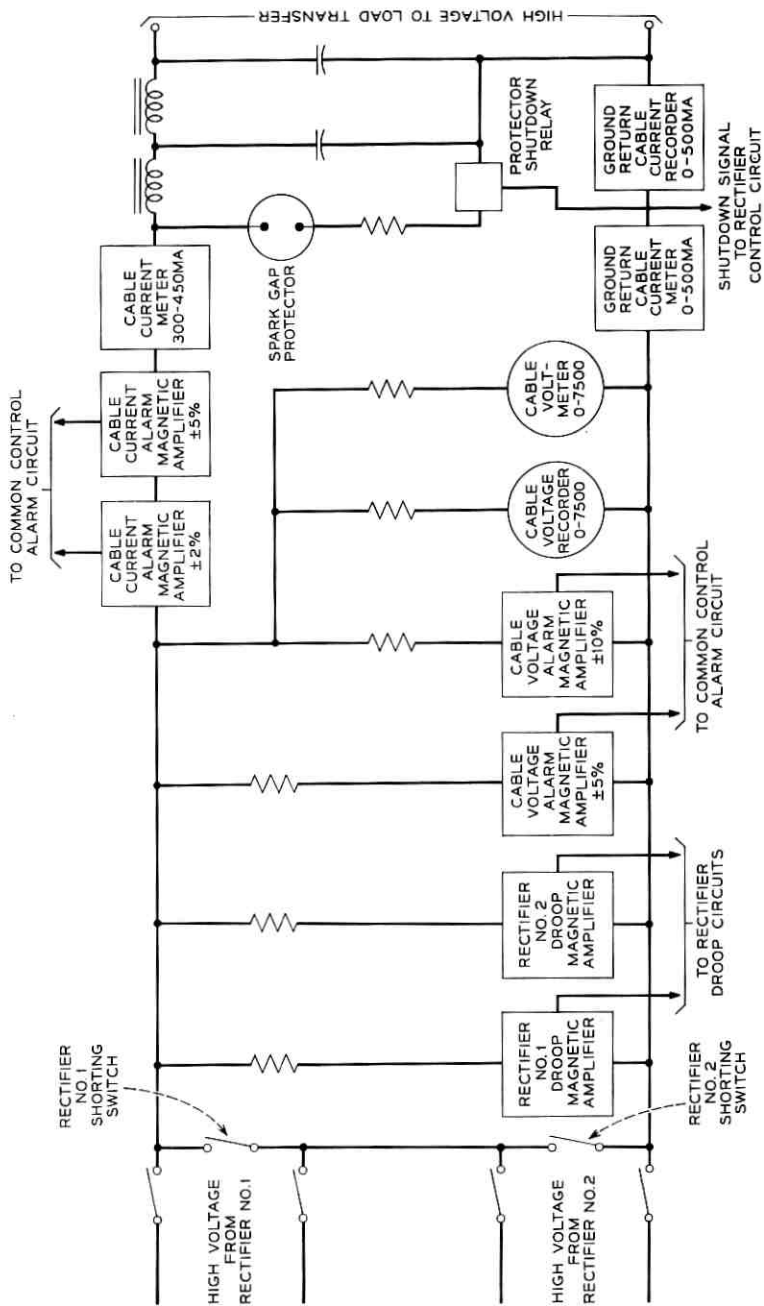 HIGH VOLTAGE TO LOAD TRANSFER
TO COMMON CONTROL
ALARM CIRCUIT
CABLE
CURRENT
ALARM
MAGNETIC
AMPLIFIER
±2%
CABLE
CURRENT
ALARM
MAGNETIC
AMPLIFIER
±5%
CABLE
CURRENT
METER
300-450MA
SPARK GAP
PROTECTOR
PROTECTOR
SHUTDOWN
RELAY
RECTIFIER
NO.1
SHORTING
SWITCH
HIGH VOLTAGE
FROM
RECTIFIER NO.1
HIGH VOLTAGE
FROM
RECTIFIER NO.2
RECTIFIER
NO.2
SHORTING
SWITCH
RECTIFIER
NO.1
DROOP
MAGNETIC
AMPLIFIER
RECTIFIER
NO.2
DROOP
MAGNETIC
AMPLIFIER
TO RECTIFIER
DROOP CIRCUITS
CABLE
VOLTAGE
ALARM
MAGNETIC
AMPLIFIER
±5%
CABLE
VOLTAGE
ALARM
MAGNETIC
AMPLIFIER
±10%
TO COMMON CONTROL
ALARM CIRCUIT
CABLE
VOLTAGE
RECORDER
0-7500
CABLE
VOLT-
METER
0-7500
GROUND
RETURN
CABLE
CURRENT
METER
0-500MA
GROUND
RETURN
CABLE
CURRENT
RECORDER
0-500MA
SHUTDOWN SIGNAL
TO RECTIFIER
CONTROL CIRCUIT